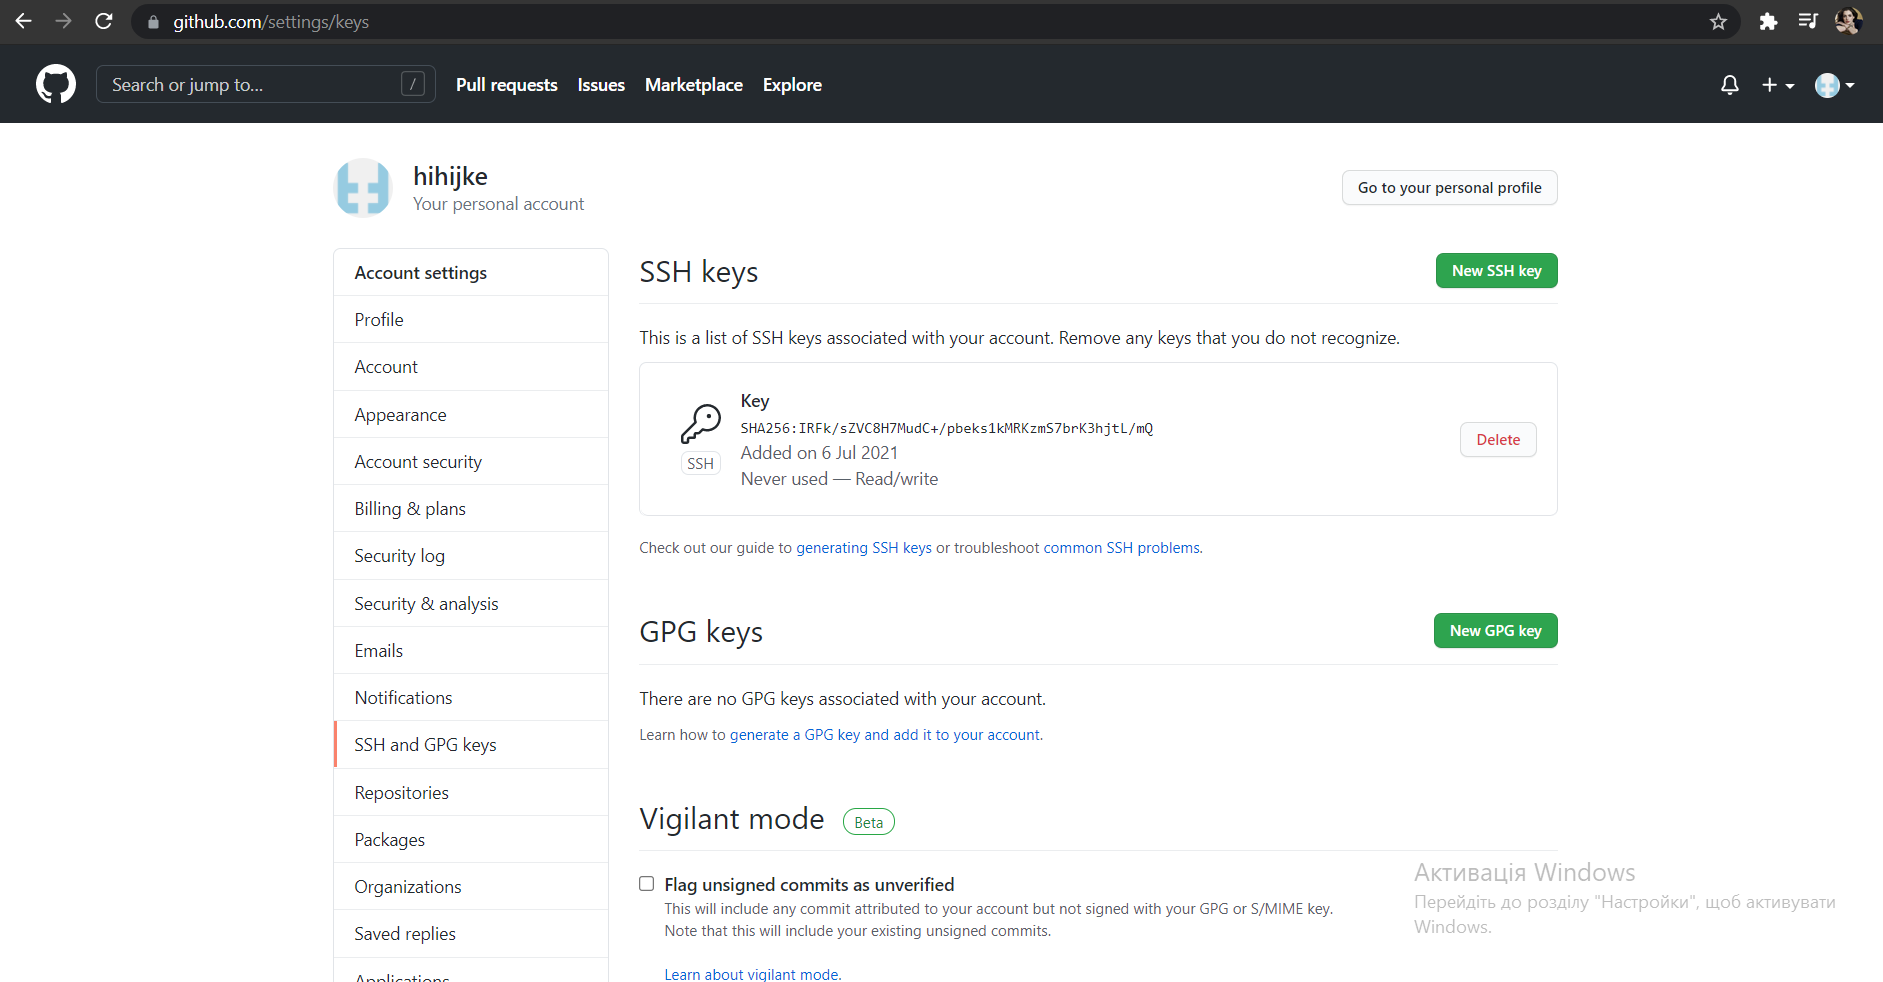 github.com/settings/keys
Search or jump to... /
Pull requests Issues Marketplace Explore
hihijke
Your personal account
Go to your personal profile
Account settings
Profile
Account
Appearance
Account security
Billing & plans
Security log
Security & analysis
Emails
Notifications
SSH and GPG keys
Repositories
Packages
Organizations
Saved replies
Applications
SSH keys
New SSH key
This is a list of SSH keys associated with your account. Remove any keys that you do not recognize.
Key
SHA256:IRFk/sZVC8H7MudC+/pbeks1kMRKzmS7brK3hjtL/mQ
Added on 6 Jul 2021
Never used — Read/write
SSH
Delete
Check out our guide to generating SSH keys or troubleshoot common SSH problems.
GPG keys
New GPG key
There are no GPG keys associated with your account.
Learn how to generate a GPG key and add it to your account.
Vigilant mode Beta
Flag unsigned commits as unverified
This will include any commit attributed to your account but not signed with your GPG or S/MIME key.
Note that this will include your existing unsigned commits.
Learn about vigilant mode.
Активація Windows
Перейдіть до розділу "Настройки", щоб активувати
Windows.